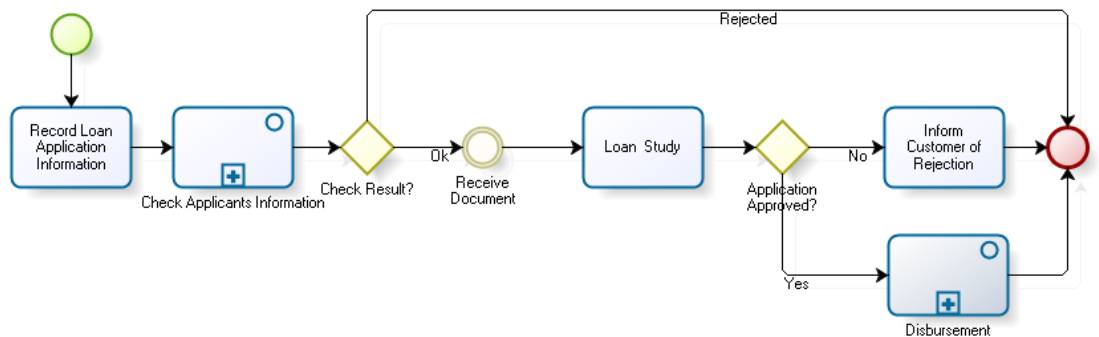 Rejected
Record Loan
Application
Information
Check Applicants Information
Check Result?
Ok
Receive
Document
Loan Study
Application
Approved?
No
Inform
Customer of
Rejection
Yes
Disbursement